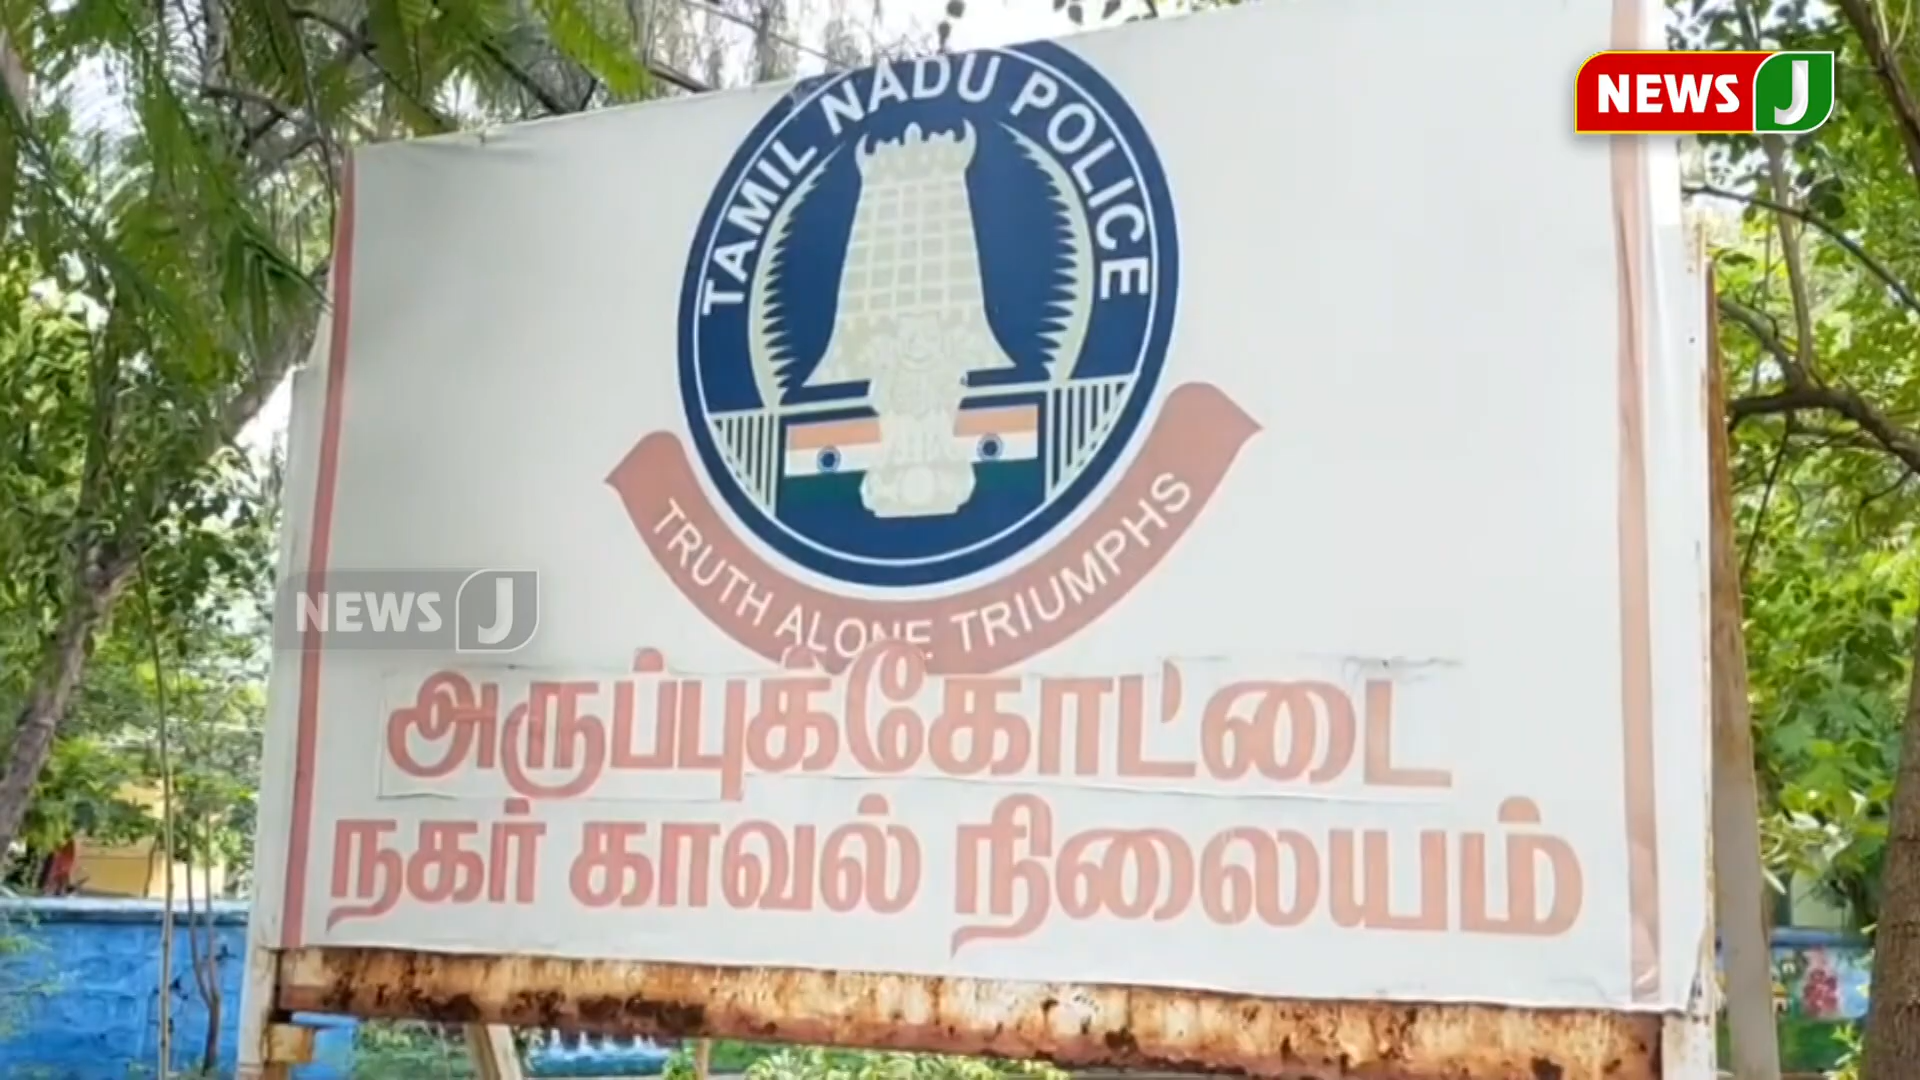 NEWS J
TAMIL NADU POLICE
TRUTH ALONE TRIUMPHS
NEWS J
அருப்புக்கோட்டை
நகர் காவல் நிலையம்